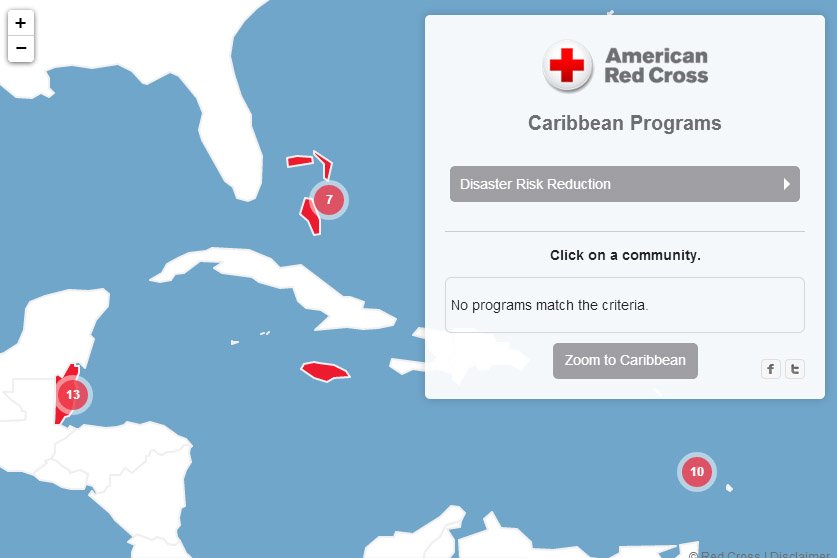 +
−
American
Red Cross
Caribbean Programs
Disaster Risk Reduction
Click on a community.
No programs match the criteria.
Zoom to Caribbean
f
t
7
13
10
© Red Cross | Disclaimer